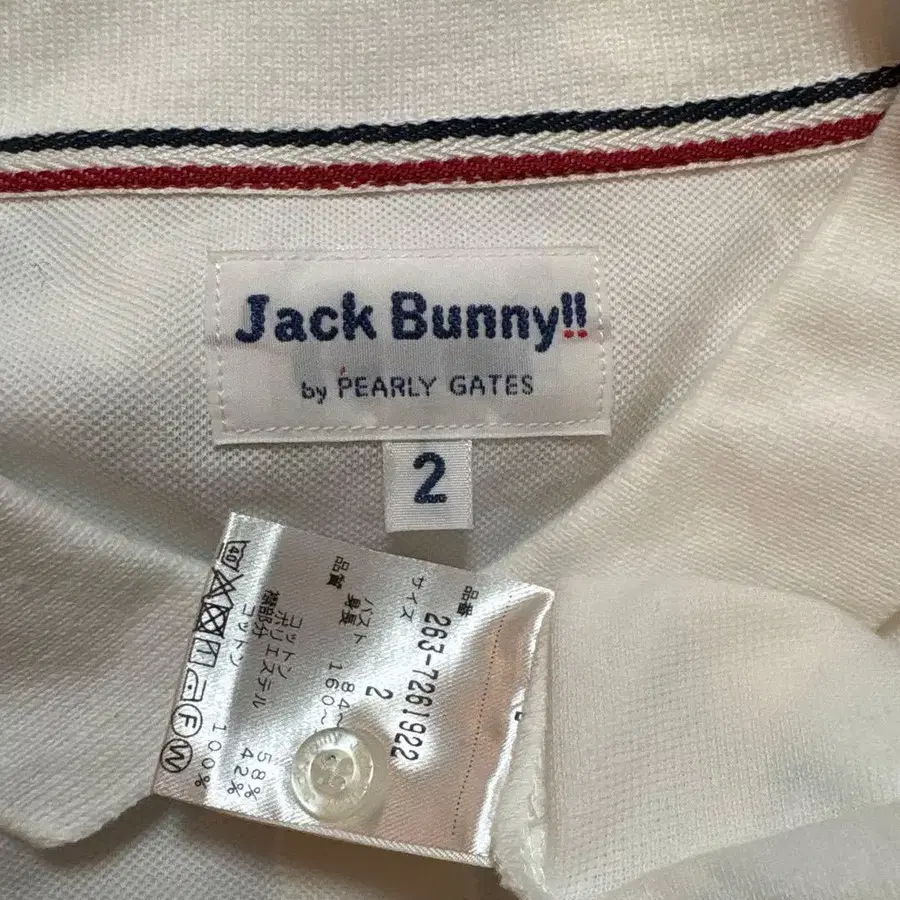 Jack Bunny!!
by PEARLY GATES
2
品番 263-7261922
サイズ 2
バスト 84~
身長 160~
品質
コットン 58%
ポリエステル 42%
襟部分
コットン 100%
40
F
W